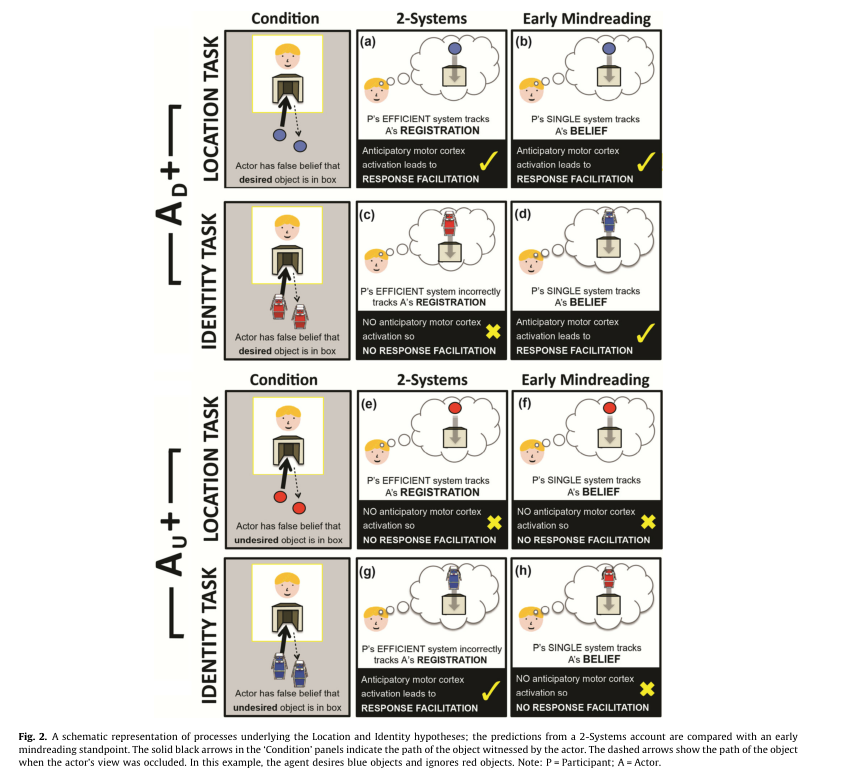 Condition
2-Systems
Early Mindreading
A_D+
LOCATION TASK
Actor has false belief that
desired object is in box
(a)
P's EFFICIENT system tracks
A's REGISTRATION
Anticipatory motor cortex
activation leads to
RESPONSE FACILITATION
(b)
P's SINGLE system tracks
A's BELIEF
Anticipatory motor cortex
activation leads to
RESPONSE FACILITATION
IDENTITY TASK
Actor has false belief that
desired object is in box
(c)
P's EFFICIENT system incorrectly
tracks A's REGISTRATION
NO anticipatory motor cortex
activation so
NO RESPONSE FACILITATION
(d)
P's SINGLE system tracks
A's BELIEF
Anticipatory motor cortex
activation leads to
RESPONSE FACILITATION
Condition
2-Systems
Early Mindreading
A_U+
LOCATION TASK
Actor has false belief that
undesired object is in box
(e)
P's EFFICIENT system tracks
A's REGISTRATION
NO anticipatory motor cortex
activation so
NO RESPONSE FACILITATION
(f)
P's SINGLE system tracks
A's BELIEF
NO anticipatory motor cortex
activation so
NO RESPONSE FACILITATION
IDENTITY TASK
Actor has false belief that
undesired object is in box
(g)
P's EFFICIENT system incorrectly
tracks A's REGISTRATION
Anticipatory motor cortex
activation leads to
RESPONSE FACILITATION
(h)
P's SINGLE system tracks
A's BELIEF
NO anticipatory motor cortex
activation so
NO RESPONSE FACILITATION
Fig. 2. A schematic representation of processes underlying the Location and Identity hypotheses; the predictions from a 2-Systems account are compared with an early
mindreading standpoint. The solid black arrows in the 'Condition' panels indicate the path of the object witnessed by the actor. The dashed arrows show the path of the object
when the actor's view was occluded. In this example, the agent desires blue objects and ignores red objects. Note: P = Participant; A = Actor.